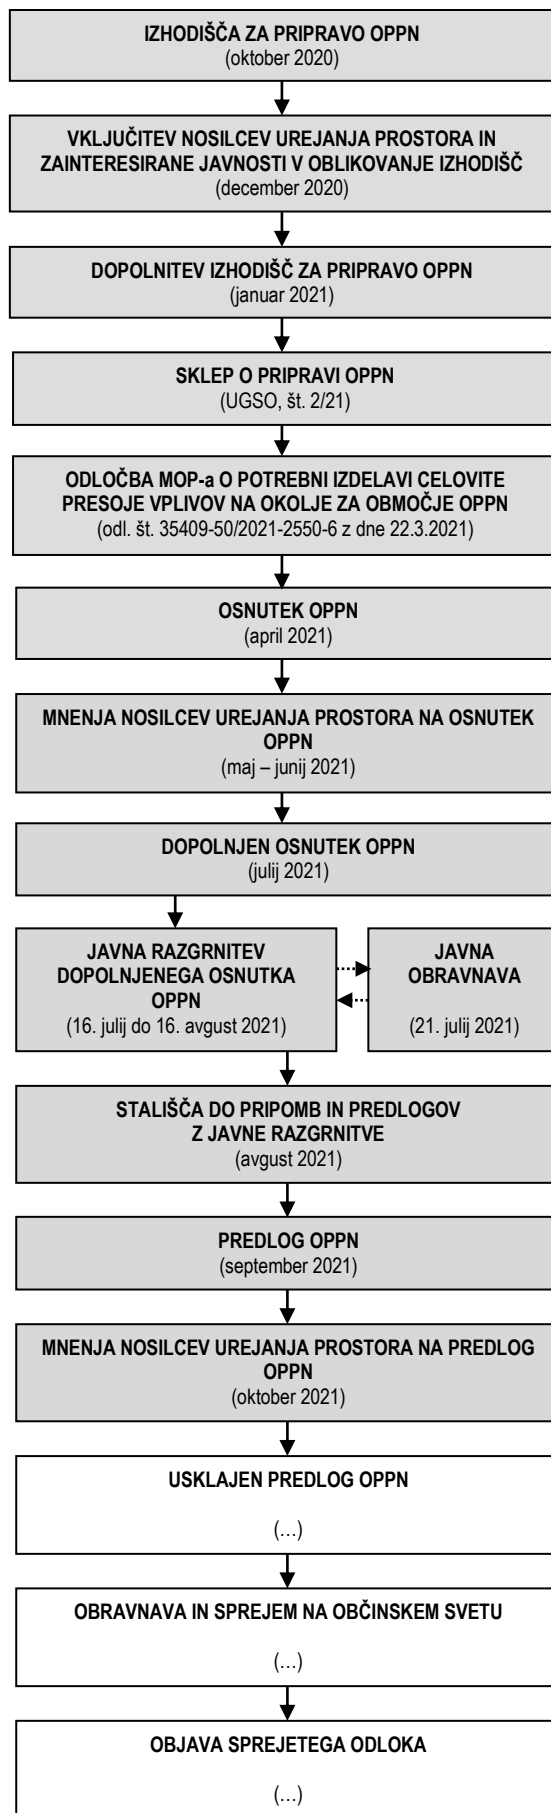 IZHODIŠČA ZA PRIPRAVO OPPN
(oktober 2020)
VKLJUČITEV NOSILCEV UREJANJA PROSTORA IN
ZAINTERESIRANE JAVNOSTI V OBLIKOVANJE IZHODIŠČ
(december 2020)
DOPOLNITEV IZHODIŠČ ZA PRIPRAVO OPPN
(januar 2021)
SKLEP O PRIPRAVI OPPN
(UGSO, št. 2/21)
ODLOČBA MOP-a O POTREBNI IZDELAVI CELOVITE
PRESOJE VPLIVOV NA OKOLJE ZA OBMOČJE OPPN
(odl. št. 35409-50/2021-2550-6 z dne 22.3.2021)
OSNUTEK OPPN
(april 2021)
MNENJA NOSILCEV UREJANJA PROSTORA NA OSNUTEK
OPPN
(maj – junij 2021)
DOPOLNJEN OSNUTEK OPPN
(julij 2021)
JAVNA RAZGRNITEV
DOPOLNJENEGA OSNUTKA
OPPN
(16. julij do 16. avgust 2021)
JAVNA
OBRAVNAVA
(21. julij 2021)
STALIŠČA DO PRIPOMB IN PREDLOGOV
Z JAVNE RAZGRNITVE
(avgust 2021)
PREDLOG OPPN
(september 2021)
MNENJA NOSILCEV UREJANJA PROSTORA NA PREDLOG
OPPN
(oktober 2021)
USKLAJEN PREDLOG OPPN
(...)
OBRAVNAVA IN SPREJEM NA OBČINSKEM SVETU
(...)
OBJAVA SPREJETEGA ODLOKA
(...)